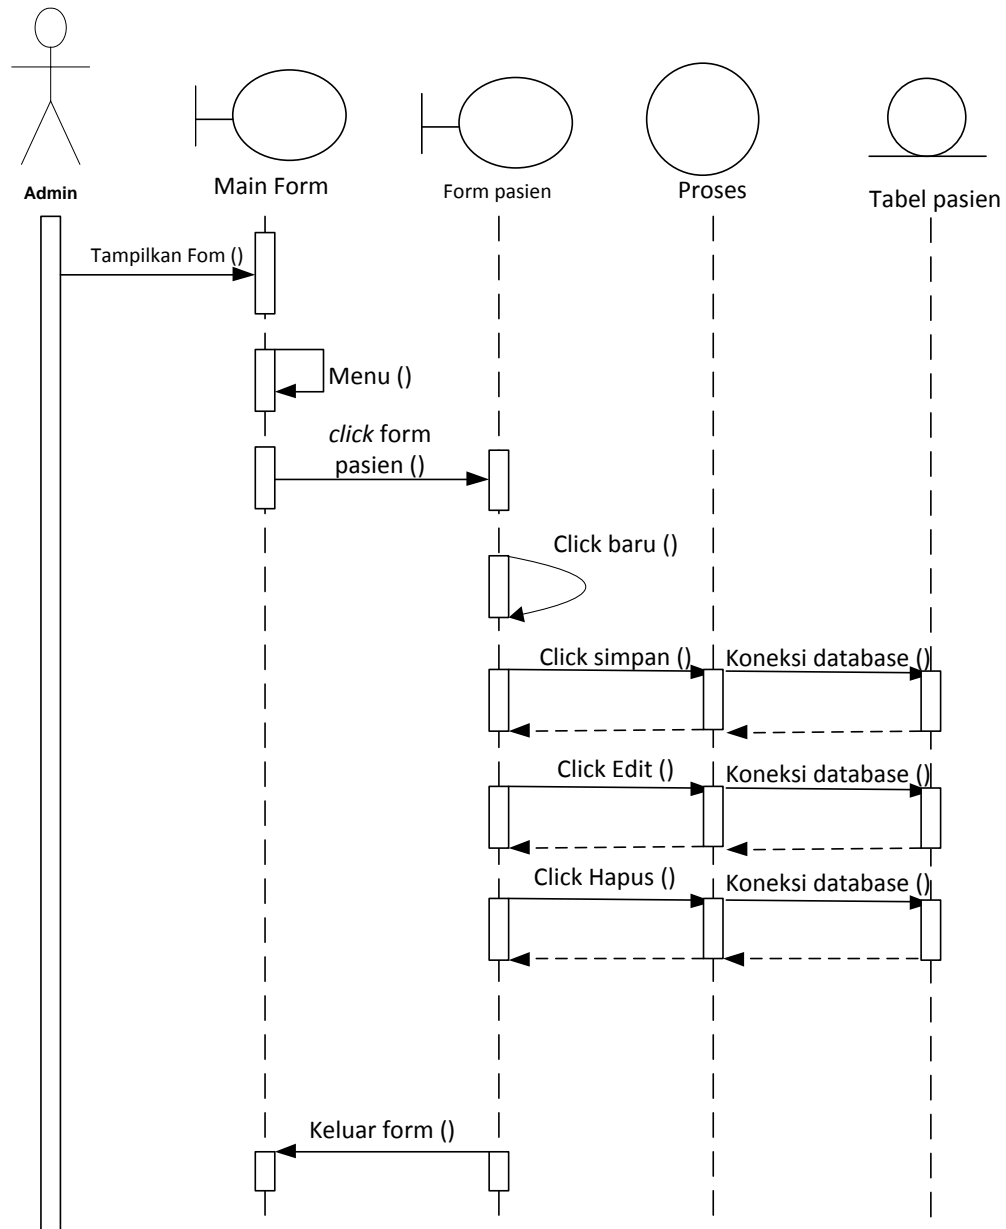 Admin
Main Form
Form pasien
Proses
Tabel pasien
Tampilkan Fom ()
Menu ()
click form
pasien ()
Click baru ()
Click simpan ()
Koneksi database ()
Click Edit ()
Koneksi database ()
Click Hapus ()
Koneksi database ()
Keluar form ()